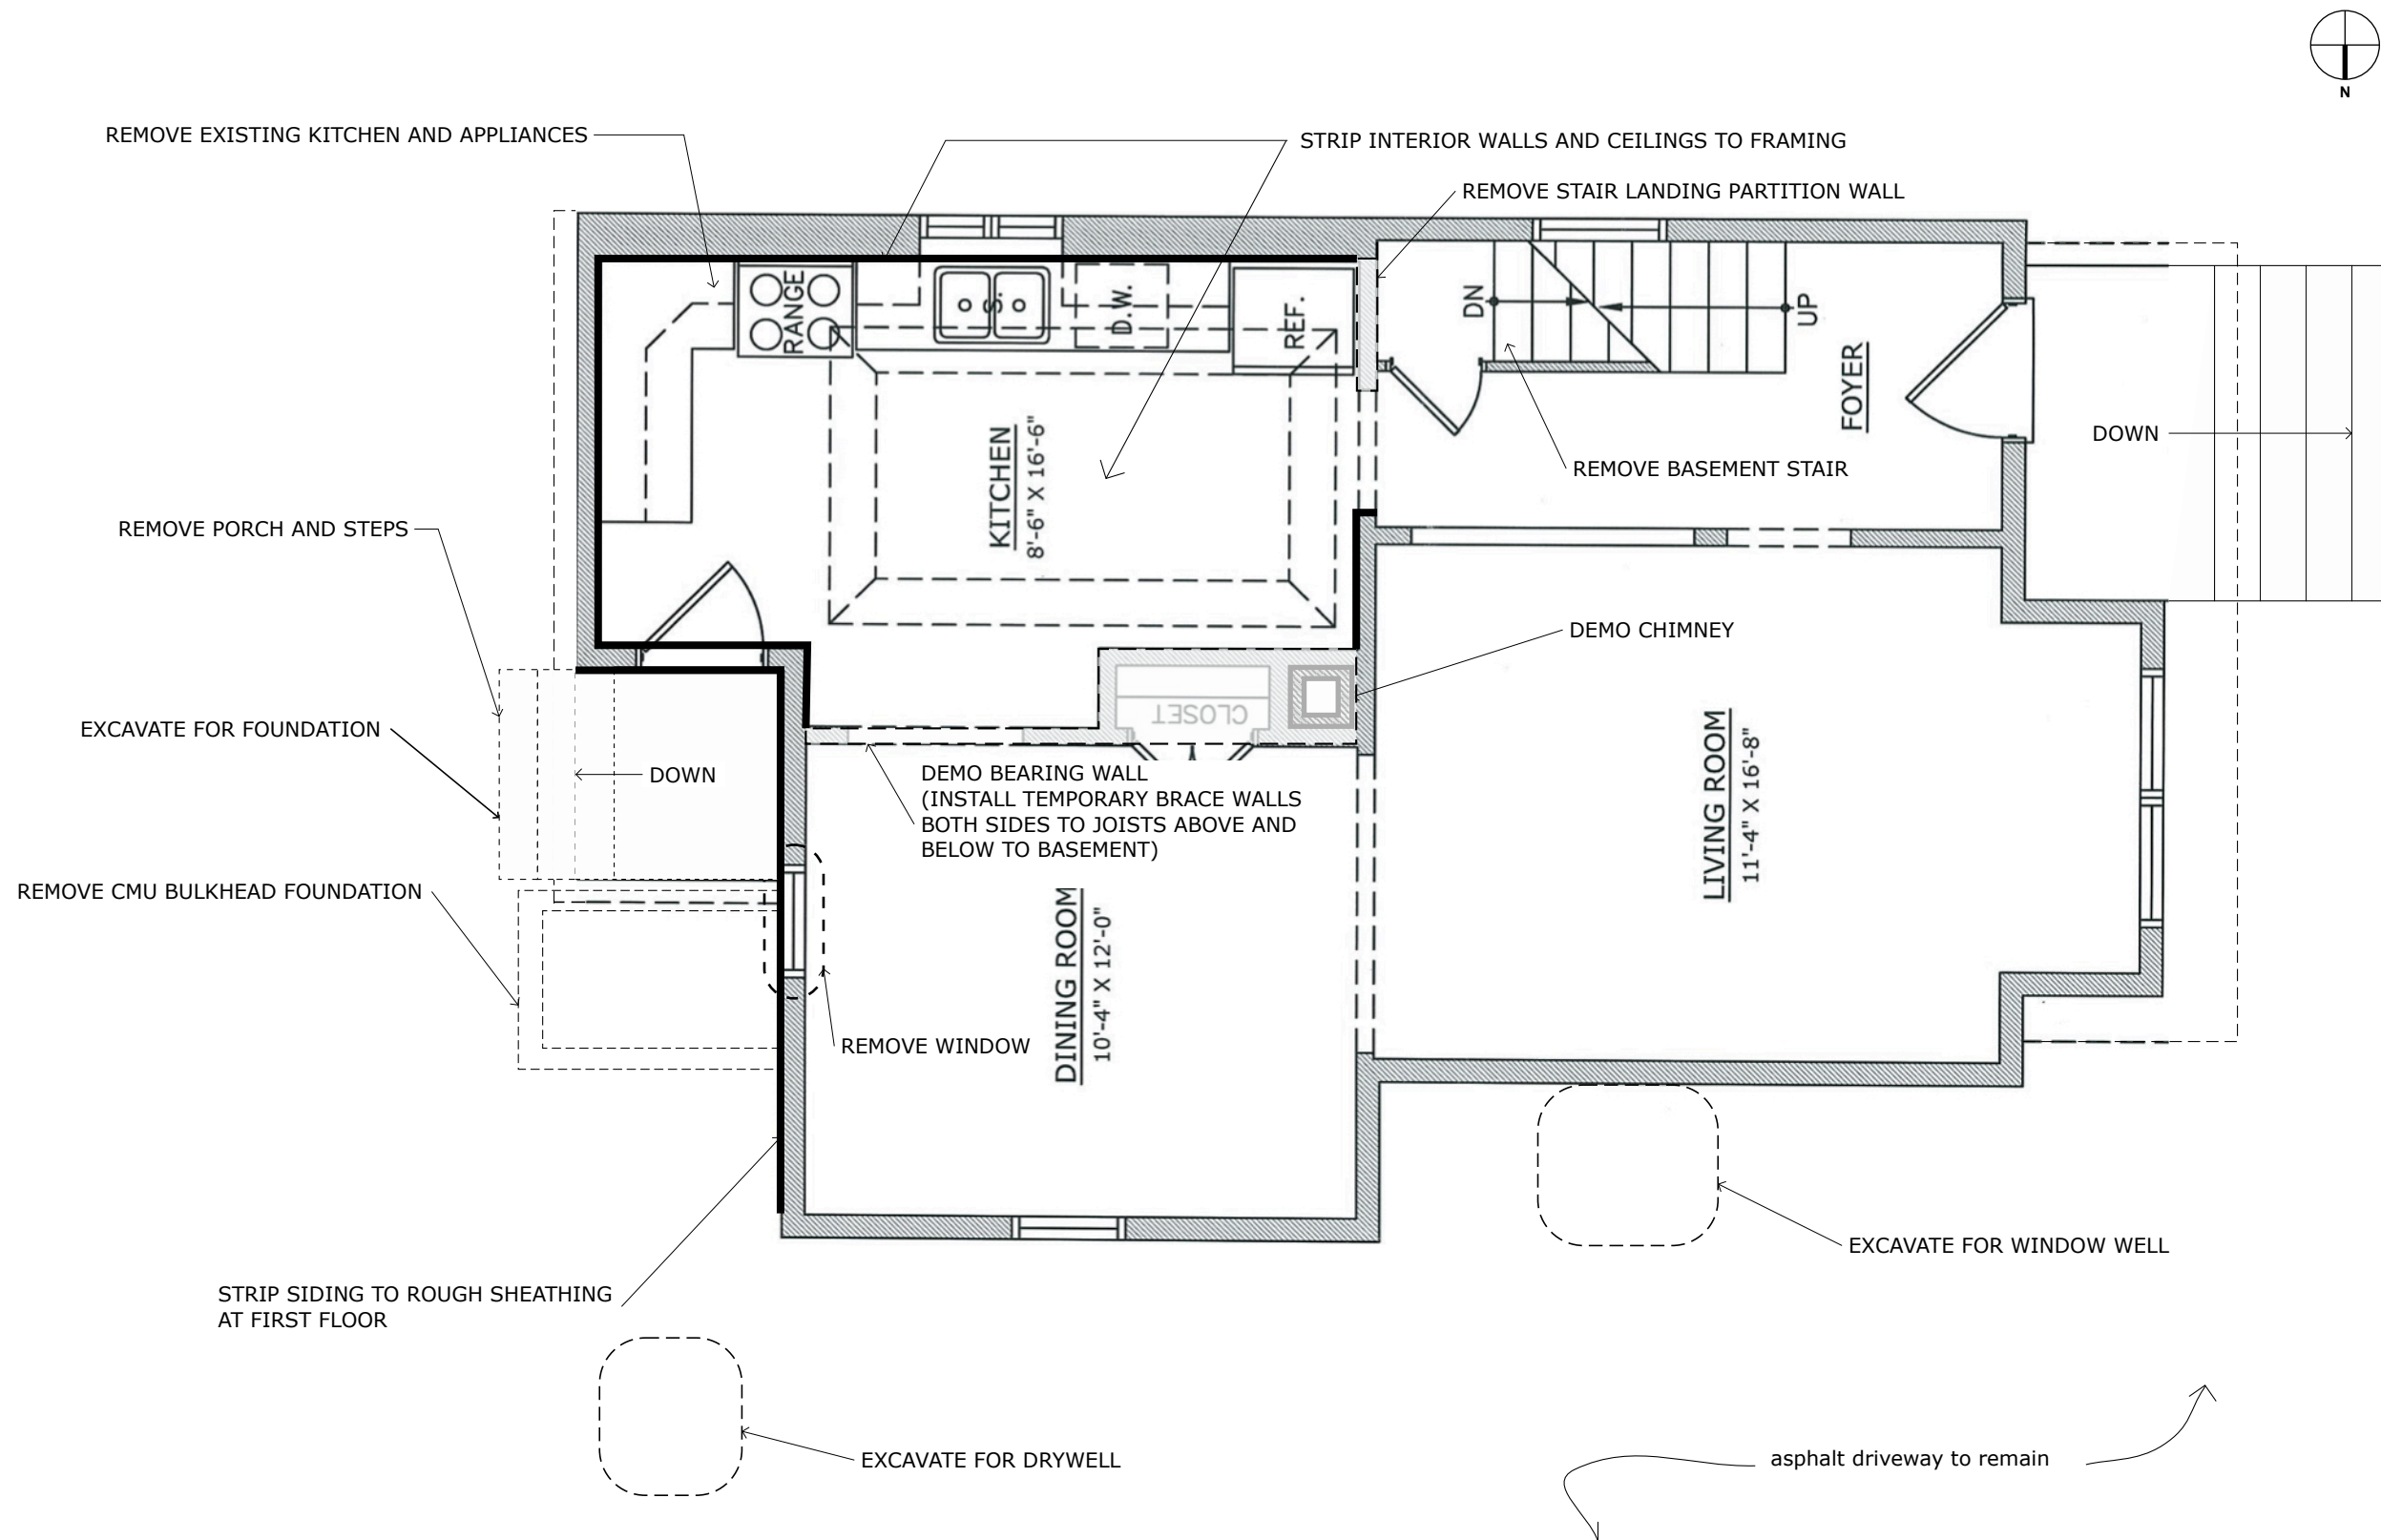 N
REMOVE EXISTING KITCHEN AND APPLIANCES
STRIP INTERIOR WALLS AND CEILINGS TO FRAMING
REMOVE STAIR LANDING PARTITION WALL
RANGE
S.
D.W.
REF.
DN
UP
FOYER
DOWN
KITCHEN
8'-6" X 16'-6"
REMOVE BASEMENT STAIR
REMOVE PORCH AND STEPS
DEMO CHIMNEY
CLOSET
EXCAVATE FOR FOUNDATION
DOWN
DEMO BEARING WALL
(INSTALL TEMPORARY BRACE WALLS
BOTH SIDES TO JOISTS ABOVE AND
BELOW TO BASEMENT)
LIVING ROOM
11'-4" X 16'-8"
REMOVE CMU BULKHEAD FOUNDATION
DINING ROOM
10'-4" X 12'-0"
REMOVE WINDOW
EXCAVATE FOR WINDOW WELL
STRIP SIDING TO ROUGH SHEATHING
AT FIRST FLOOR
EXCAVATE FOR DRYWELL
asphalt driveway to remain